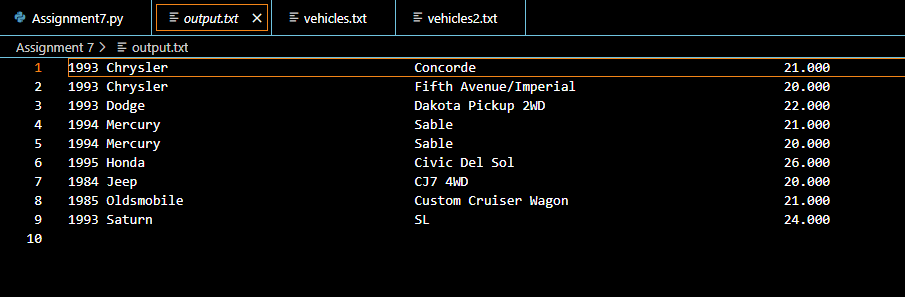 Assignment7.py output.txt vehicles.txt vehicles2.txt
Assignment 7 > output.txt
1 1993 Chrysler Concorde 21.000
2 1993 Chrysler Fifth Avenue/Imperial 20.000
3 1993 Dodge Dakota Pickup 2WD 22.000
4 1994 Mercury Sable 21.000
5 1994 Mercury Sable 20.000
6 1995 Honda Civic Del Sol 26.000
7 1984 Jeep CJ7 4WD 20.000
8 1985 Oldsmobile Custom Cruiser Wagon 21.000
9 1993 Saturn SL 24.000
10